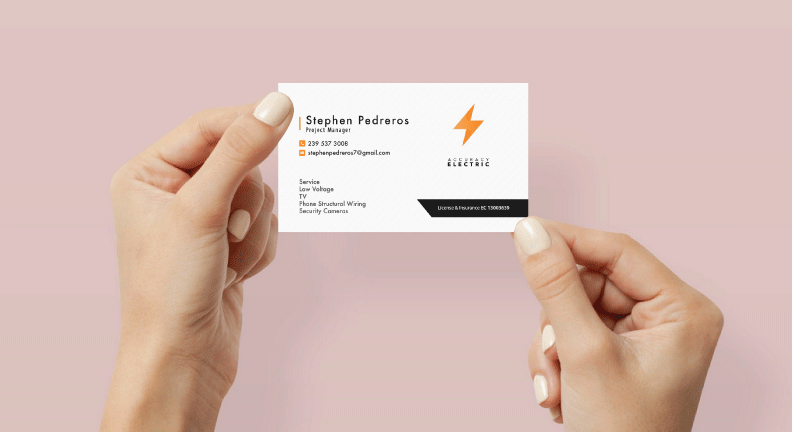 Stephen Pedreros
Project Manager
239 537 3008
stephenpedreros7@gmail.com
Service
Low Voltage
TV
Phone Structural Wiring
Security Cameras
ACCURACY
ELECTRIC
License & Insurance EC 13003639